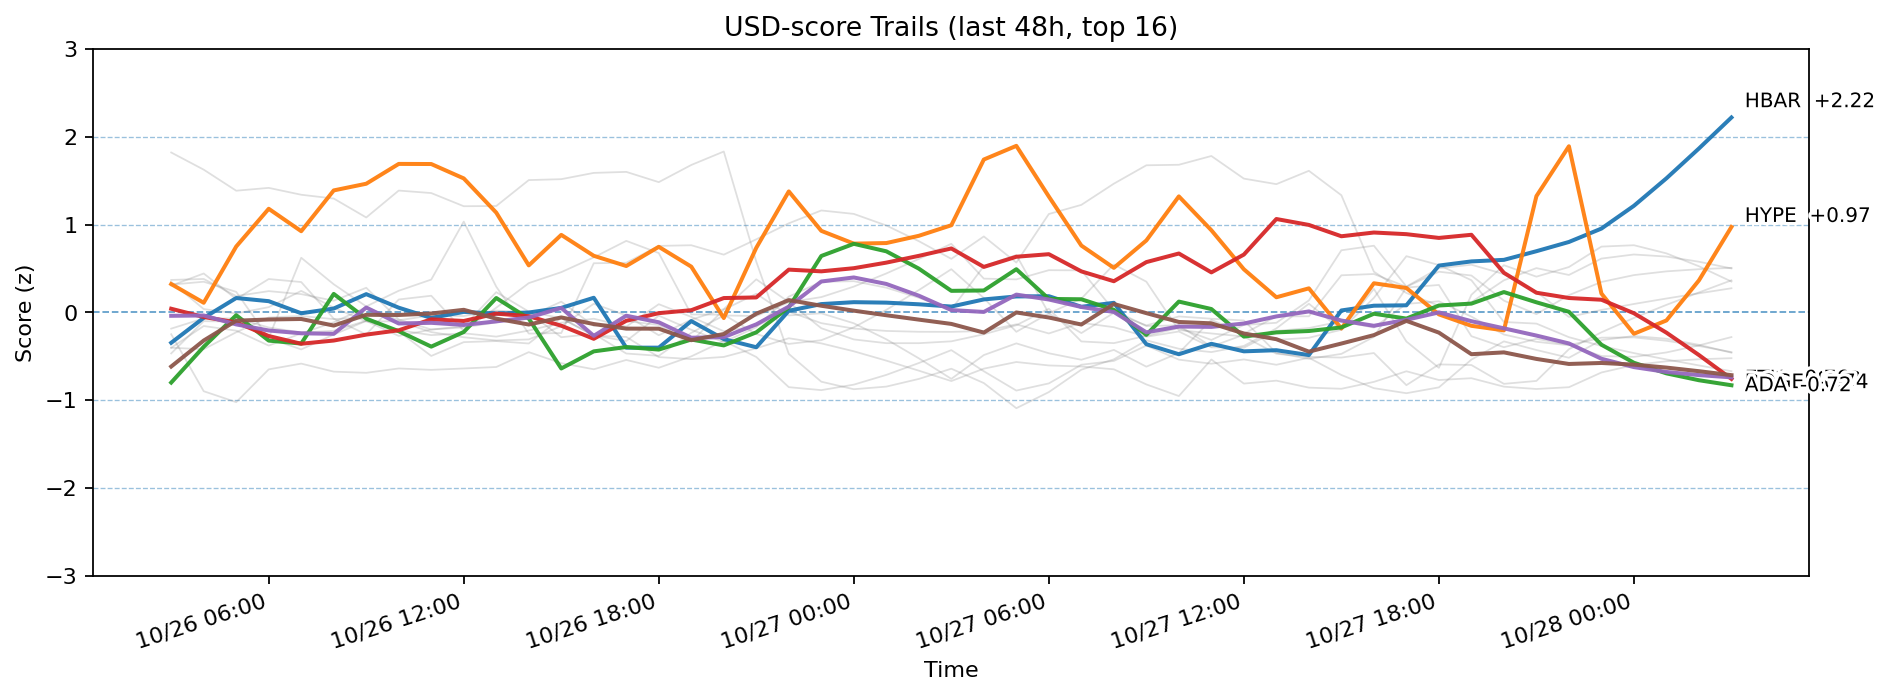 USD-score Trails (last 48h, top 16)
3
2
1
0
−1
−2
−3
Score (z)
HBAR +2.22
HYPE +0.97
ADA -0.72
10/26 06:00
10/26 12:00
10/26 18:00
10/27 00:00
10/27 06:00
10/27 12:00
10/27 18:00
10/28 00:00
Time